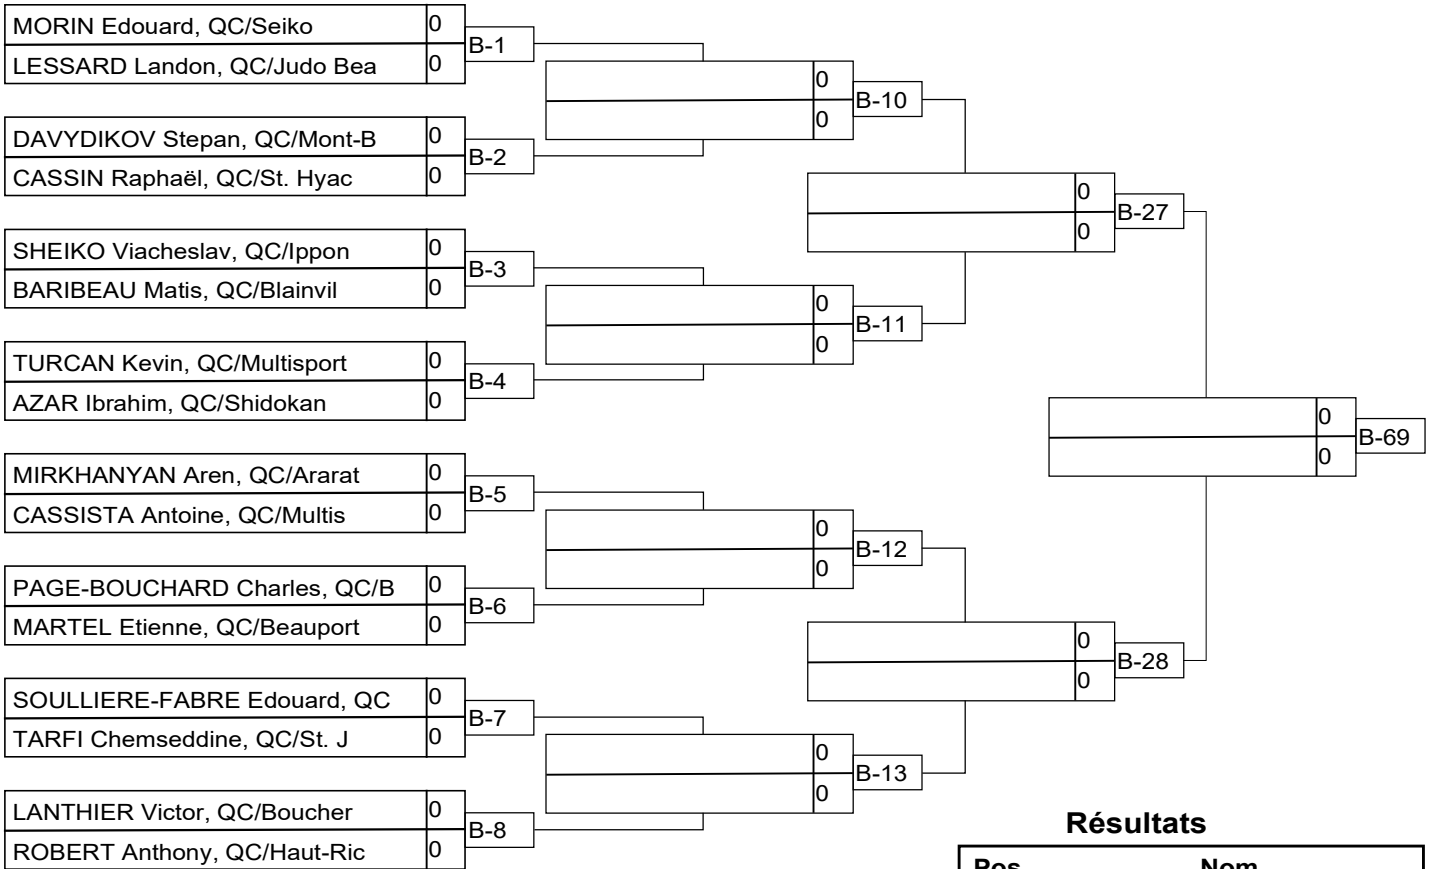 MORIN Edouard, QC/Seiko 0
B-1
LESSARD Landon, QC/Judo Bea 0
0
B-10
0
DAVYDIKOV Stepan, QC/Mont-B 0
B-2
CASSIN Raphaël, QC/St. Hyac 0
0
B-27
0
SHEIKO Viacheslav, QC/Ippon 0
B-3
BARIBEAU Matis, QC/Blainvil 0
0
B-11
0
TURCAN Kevin, QC/Multisport 0
B-4
AZAR Ibrahim, QC/Shidokan 0
0
B-69
0
MIRKHANYAN Aren, QC/Ararat 0
B-5
CASSISTA Antoine, QC/Multis 0
0
B-12
0
PAGE-BOUCHARD Charles, QC/B 0
B-6
MARTEL Etienne, QC/Beauport 0
0
B-28
0
SOULLIERE-FABRE Edouard, QC 0
B-7
TARFI Chemseddine, QC/St. J 0
0
B-13
0
LANTHIER Victor, QC/Boucher 0
B-8
ROBERT Anthony, QC/Haut-Ric 0
Résultats
Pos Nom